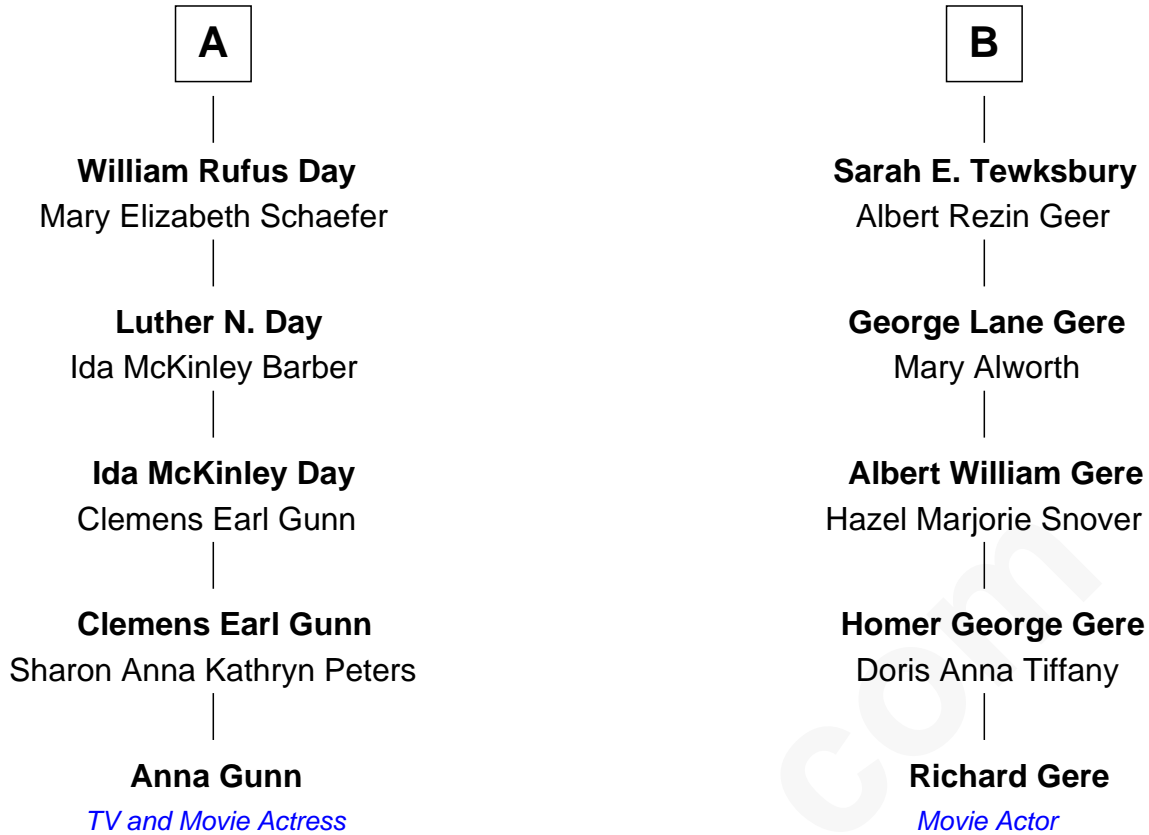 A
William Rufus Day
Mary Elizabeth Schaefer
Luther N. Day
Ida McKinley Barber
Ida McKinley Day
Clemens Earl Gunn
Clemens Earl Gunn
Sharon Anna Kathryn Peters
Anna Gunn
TV and Movie Actress
B
Sarah E. Tewksbury
Albert Rezin Geer
George Lane Gere
Mary Alworth
Albert William Gere
Hazel Marjorie Snover
Homer George Gere
Doris Anna Tiffany
Richard Gere
Movie Actor
com